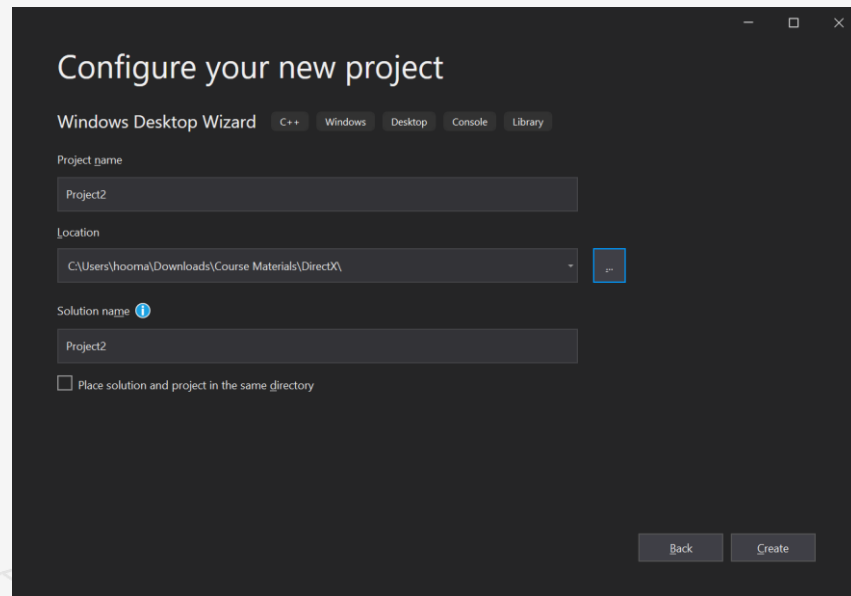 Configure your new project
Windows Desktop Wizard C++ Windows Desktop Console Library
Project name
Project2
Location
C:\Users\hooma\Downloads\Course Materials\DirectX\
...
Solution name
Project2
Place solution and project in the same directory
Back Create